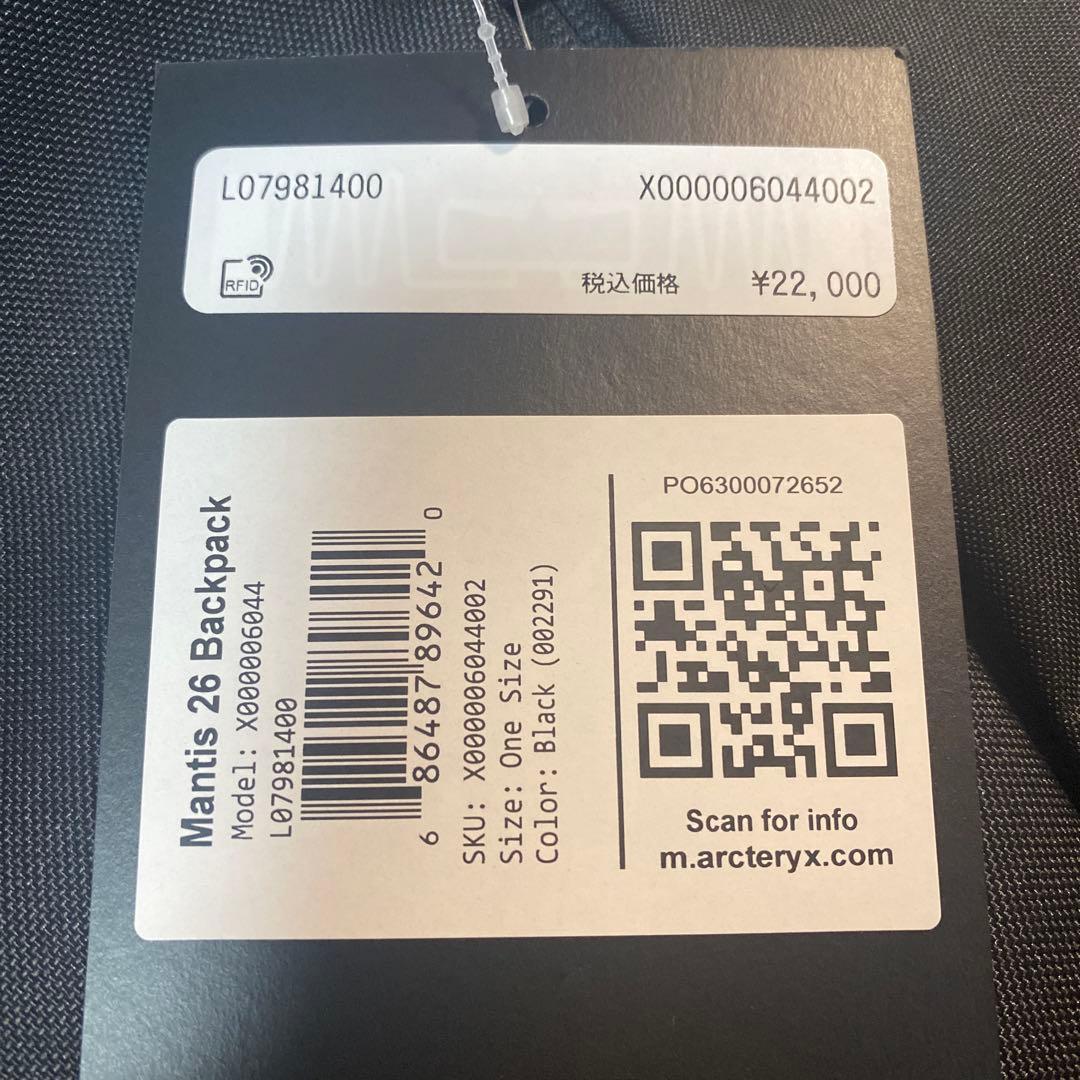 L07981400
X000006044002
RFID
税込価格
¥22,000
Mantis 26 Backpack
Model: X000006044
L07981400
6 86487 89642 0
SKU: X000006044002
Size: One Size
Color: Black (002291)
PO6300072652
Scan for info
m.arcteryx.com